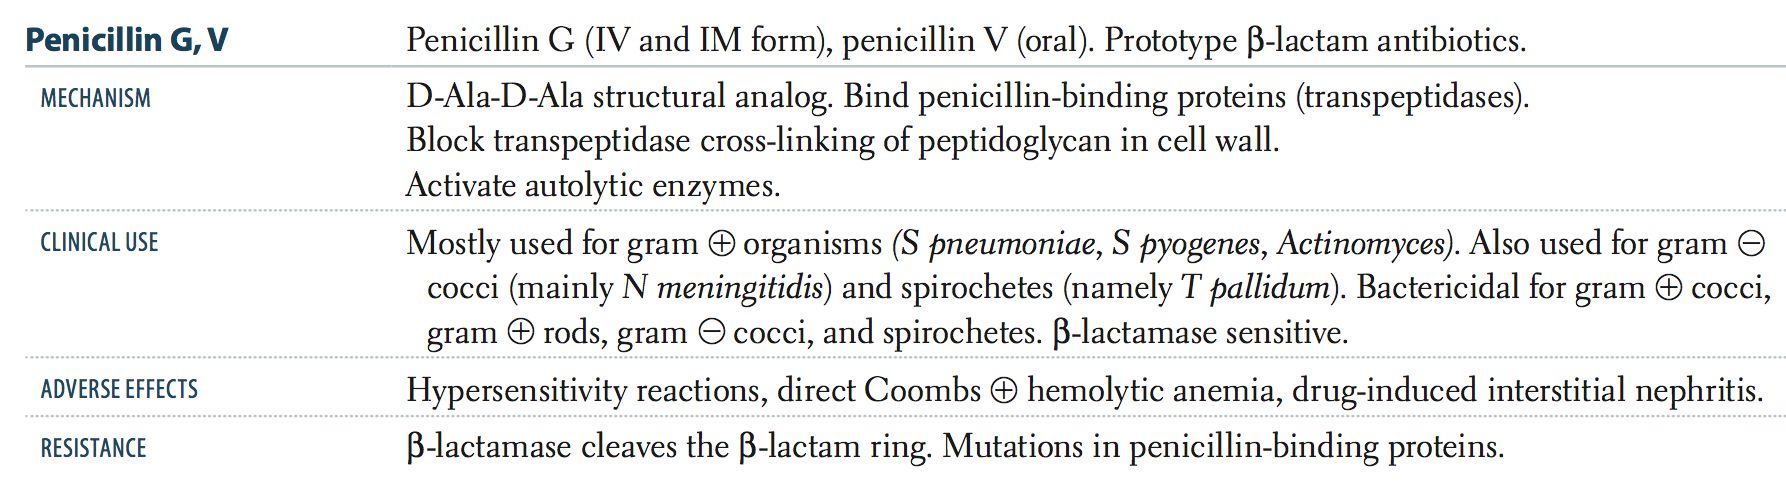 Penicillin G, V Penicillin G (IV and IM form), penicillin V (oral). Prototype β-lactam antibiotics.
MECHANISM D-Ala-D-Ala structural analog. Bind penicillin-binding proteins (transpeptidases).
Block transpeptidase cross-linking of peptidoglycan in cell wall.
Activate autolytic enzymes.
CLINICAL USE Mostly used for gram ⊕ organisms (S pneumoniae, S pyogenes, Actinomyces). Also used for gram ⊖
cocci (mainly N meningitidis) and spirochetes (namely T pallidum). Bactericidal for gram ⊕ cocci,
gram ⊕ rods, gram ⊖ cocci, and spirochetes. β-lactamase sensitive.
ADVERSE EFFECTS Hypersensitivity reactions, direct Coombs ⊕ hemolytic anemia, drug-induced interstitial nephritis.
RESISTANCE β-lactamase cleaves the β-lactam ring. Mutations in penicillin-binding proteins.